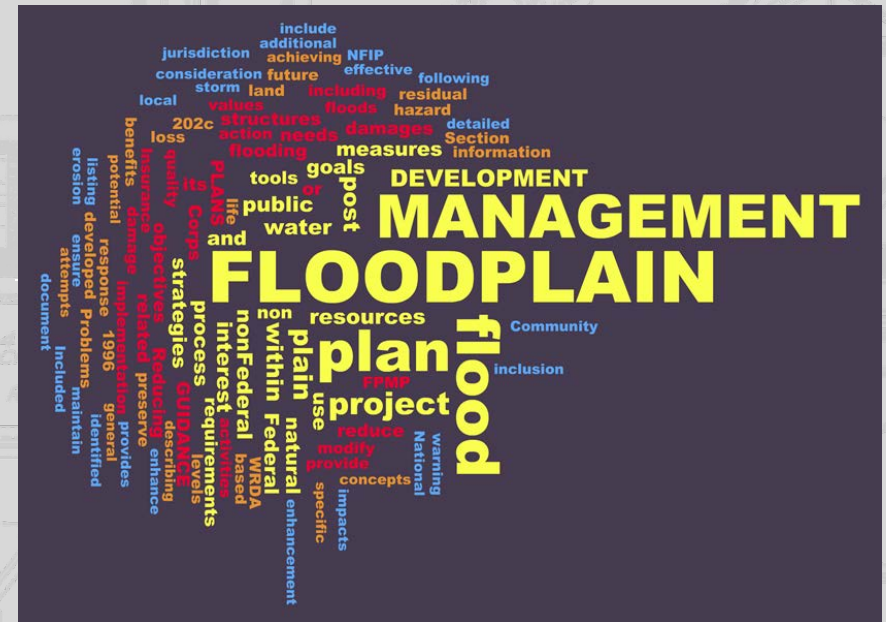 include
additional
jurisdiction
achieving NFIP
consideration future effective
storm land including following
local values floods residual
202c structures hazard
loss action needs damages detailed
flooding measures Section
information
benefits
goals
tools or
PLANS
its
quality
Insurance
potential
listing
erosion
life public post
DEVELOPMENT
water
MANAGEMENT
and
Corps
FLOODPLAIN
objectives
damage
response
developed
ensure
attempts
document
strategies
process
non resources
plan
flood
Community
inclusion
FPMP
project
use
plain
within
nonFederal
interest
reduce
modify
provide
concepts
natural
Federal
requirements
activities
GUIDANCE
Reducing
related
implementation
1996
Problems
Included
maintain
identified
general
provides
preserve
enhance
describing
levels
based
WRDA
enhancement
specific
impacts
National
warning